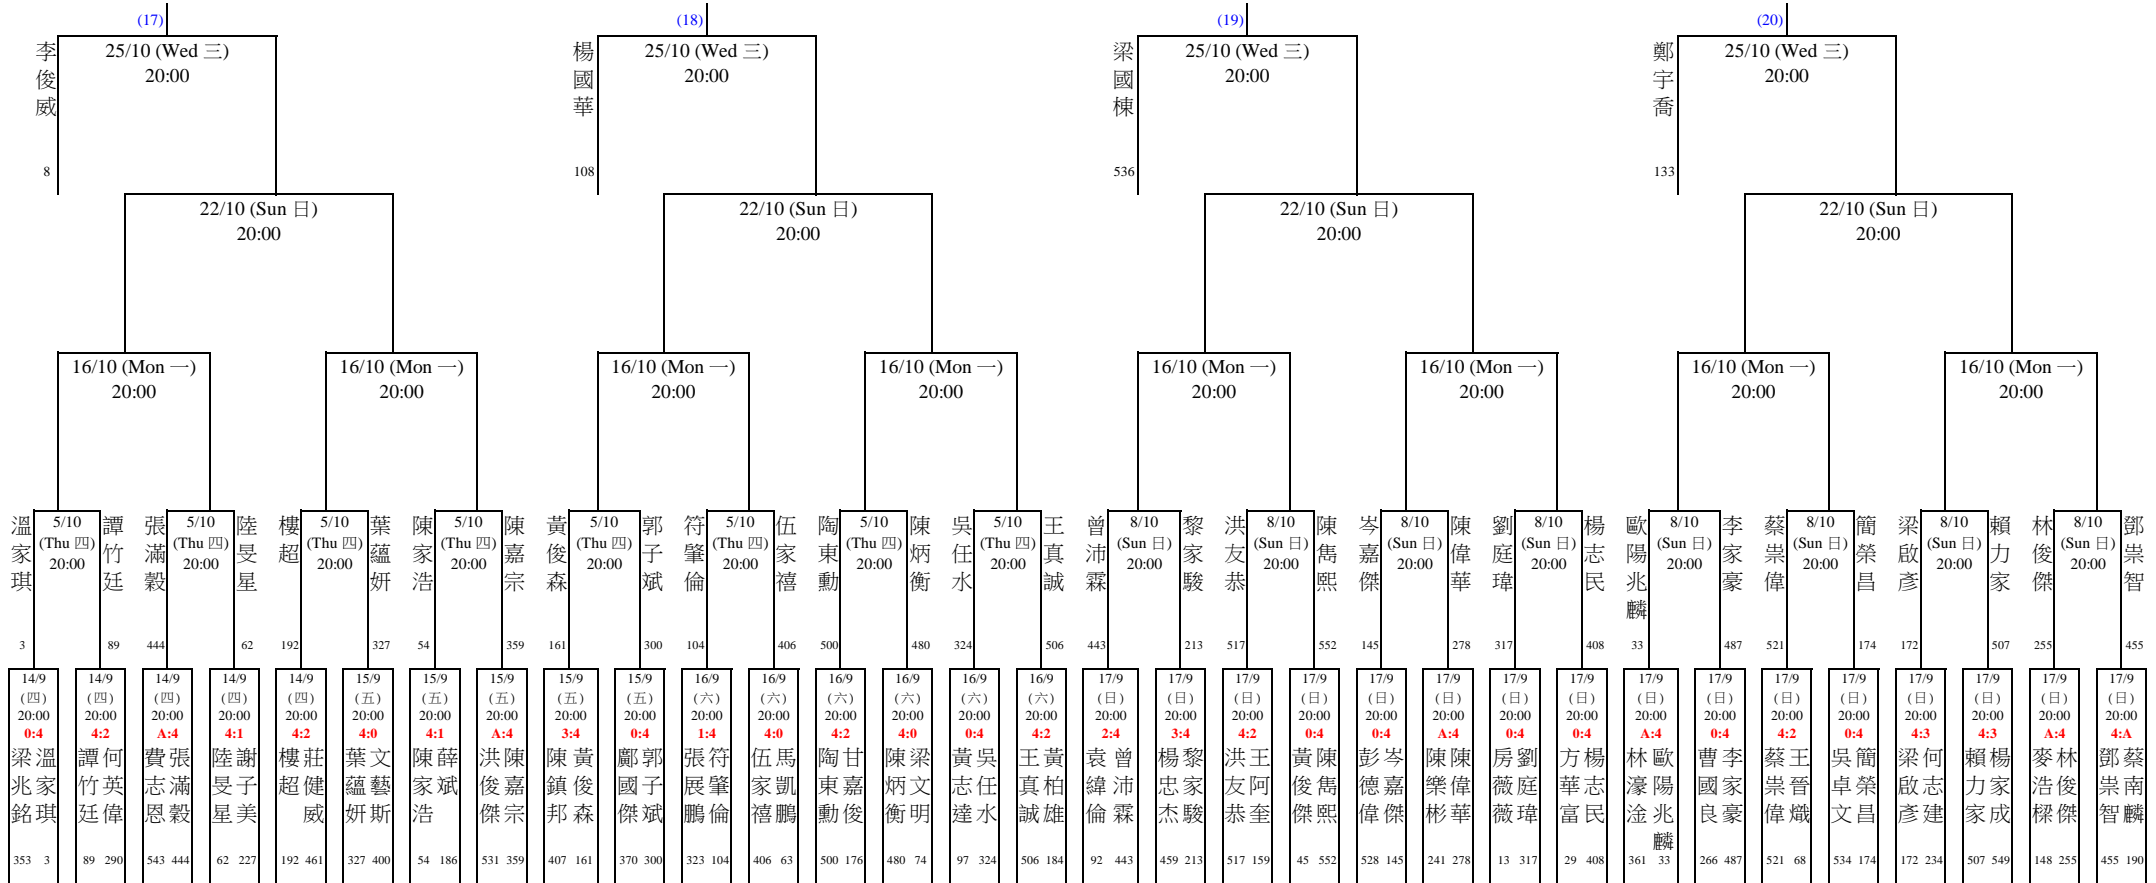 (17) (18) (19) (20)
李俊威 25/10 (Wed 三) 楊國華 25/10 (Wed 三) 梁國棟 25/10 (Wed 三) 鄭宇喬 25/10 (Wed 三)
20:00 20:00 20:00 20:00
8 108 536 133
22/10 (Sun 日) 22/10 (Sun 日) 22/10 (Sun 日) 22/10 (Sun 日)
20:00 20:00 20:00 20:00
16/10 (Mon 一) 16/10 (Mon 一) 16/10 (Mon 一) 16/10 (Mon 一) 16/10 (Mon 一) 16/10 (Mon 一) 16/10 (Mon 一) 16/10 (Mon 一)
20:00 20:00 20:00 20:00 20:00 20:00 20:00 20:00
5/10 5/10 5/10 5/10 5/10 5/10 5/10 5/10 8/10 8/10 8/10 8/10 8/10 8/10 8/10 8/10
(Thu 四) (Thu 四) (Thu 四) (Thu 四) (Thu 四) (Thu 四) (Thu 四) (Thu 四) (Sun 日) (Sun 日) (Sun 日) (Sun 日) (Sun 日) (Sun 日) (Sun 日) (Sun 日)
20:00 20:00 20:00 20:00 20:00 20:00 20:00 20:00 20:00 20:00 20:00 20:00 20:00 20:00 20:00 20:00
溫家琪 譚竹廷 張滿穀 陸旻星 樓超 葉蘊妍 陳家浩 陳嘉宗 黃俊森 郭子斌 符肇倫 伍家禧 陶東勳 陳炳衡 吳任水 王真誠 曾沛霖 黎家駿 洪友恭 陳雋熙 岑嘉傑 陳偉華 劉庭瑋 楊志民 歐陽兆麟 李家豪 蔡祟偉 簡榮昌 梁啟彥 賴力家 林俊傑 鄧祟智
3 89 444 62 192 327 54 359 161 300 104 406 500 480 324 506 443 213 517 552 145 278 317 408 33 487 521 174 172 507 255 455
14/9 14/9 14/9 14/9 14/9 15/9 15/9 15/9 15/9 15/9 16/9 16/9 16/9 16/9 16/9 16/9 17/9 17/9 17/9 17/9 17/9 17/9 17/9 17/9 17/9 17/9 17/9 17/9 17/9 17/9 17/9 17/9
(四) (四) (四) (四) (四) (五) (五) (五) (五) (五) (六) (六) (六) (六) (六) (六) (日) (日) (日) (日) (日) (日) (日) (日) (日) (日) (日) (日) (日) (日) (日) (日)
20:00 20:00 20:00 20:00 20:00 20:00 20:00 20:00 20:00 20:00 20:00 20:00 20:00 20:00 20:00 20:00 20:00 20:00 20:00 20:00 20:00 20:00 20:00 20:00 20:00 20:00 20:00 20:00 20:00 20:00 20:00 20:00
0:4 4:2 A:4 4:1 4:2 4:0 4:1 A:4 3:4 0:4 1:4 4:0 4:2 4:0 0:4 4:2 2:4 3:4 4:2 0:4 0:4 A:4 0:4 0:4 A:4 0:4 4:2 0:4 4:3 4:3 A:4 4:A
梁兆銘 溫家琪 譚竹廷 何英偉 費志恩 張滿穀 陸旻星 謝子美 樓超 莊健威 葉蘊妍 文藝斯 陳家浩 薛斌 洪俊傑 陳嘉宗 陳鎮邦 黃俊森 鄺國傑 郭子斌 張展鵬 符肇倫 伍家禧 馬凱鵬 陶東勳 甘嘉俊 陳炳衡 梁文明 黃志達 吳任水 王真誠 黃柏雄 袁緯倫 曾沛霖 楊忠杰 黎家駿 洪友恭 王阿奎 黃俊傑 陳雋熙 彭德偉 岑嘉傑 陳樂彬 陳偉華 房薇薇 劉庭瑋 方華富 楊志民 林濠淦 歐陽兆麟 曹國良 李家豪 蔡祟偉 王晉熾 吳卓文 簡榮昌 梁啟彥 何志建 賴力家 楊家成 麥浩樑 林俊傑 鄧祟智 蔡南麟
353 3 89 290 543 444 62 227 192 461 327 400 54 186 531 359 407 161 370 300 323 104 406 63 500 176 480 74 97 324 506 184 92 443 459 213 517 159 45 552 528 145 241 278 13 317 29 408 361 33 266 487 521 68 534 174 172 234 507 549 148 255 455 190